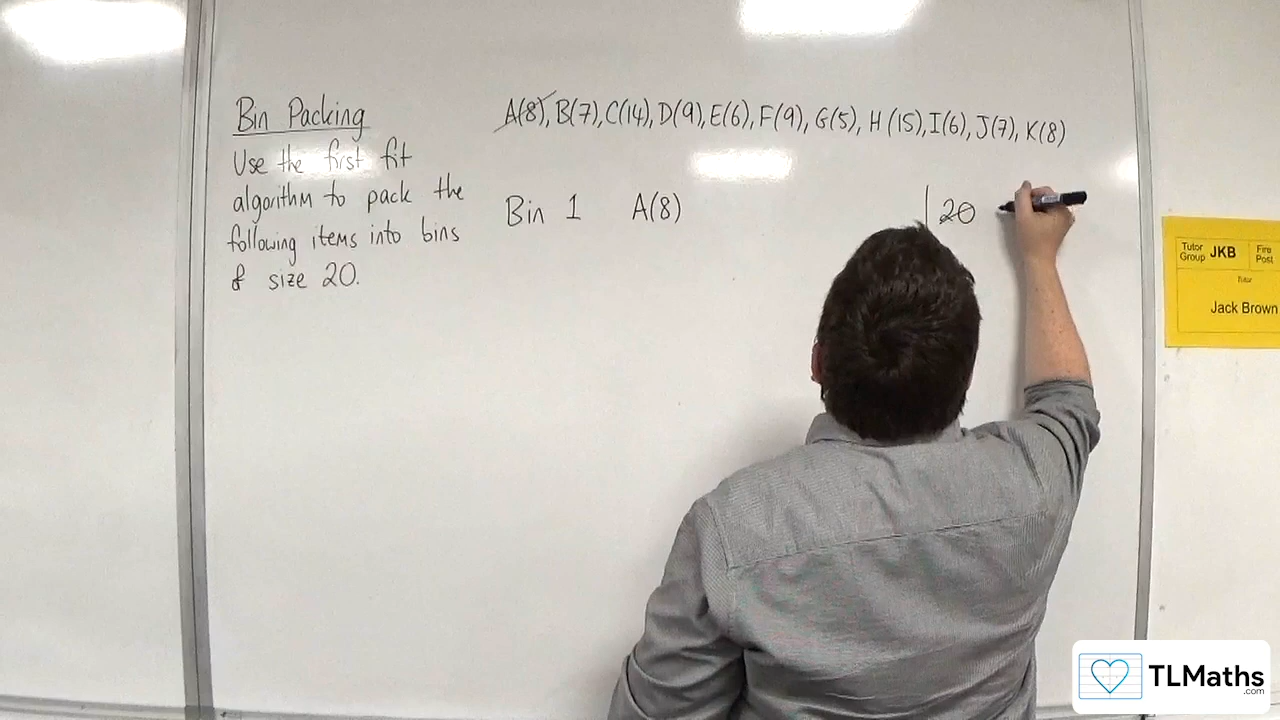 Bin Packing
Use the first fit
algorithm to pack the
following items into bins
of size 20.
A(8), B(7), C(14), D(9), E(6), F(9), G(5), H(15), I(6), J(7), K(8)
Bin 1 A(8) 20
Tutor Group JKB Fire Post
Tutor
Jack Brown
TLMaths
.com